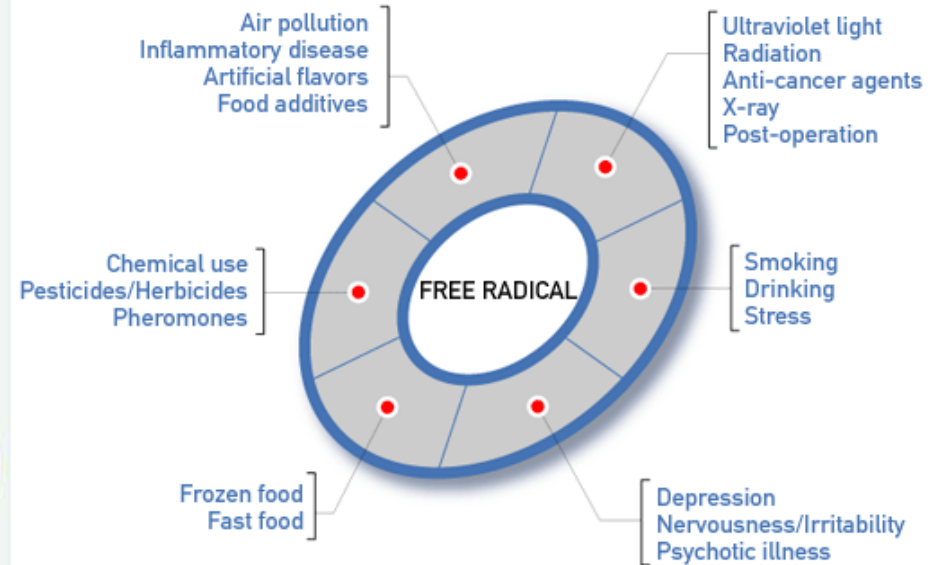 Air pollution
Inflammatory disease
Artificial flavors
Food additives
Ultraviolet light
Radiation
Anti-cancer agents
X-ray
Post-operation
Chemical use
Pesticides/Herbicides
Pheromones
FREE RADICAL
Smoking
Drinking
Stress
Frozen food
Fast food
Depression
Nervousness/Irritability
Psychotic illness